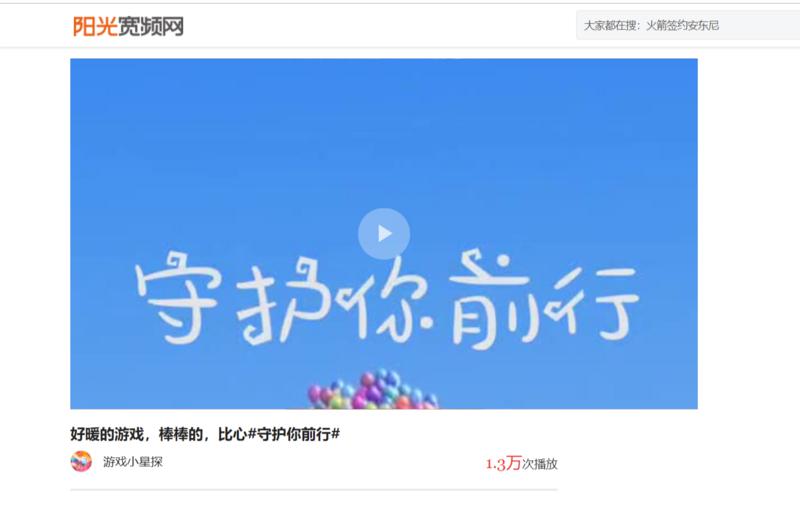 阳光宽频网
大家都在搜：火箭签约安东尼
守护你前行
好暖的游戏，棒棒的，比心#守护你前行#
游戏小星探
1.3万次播放